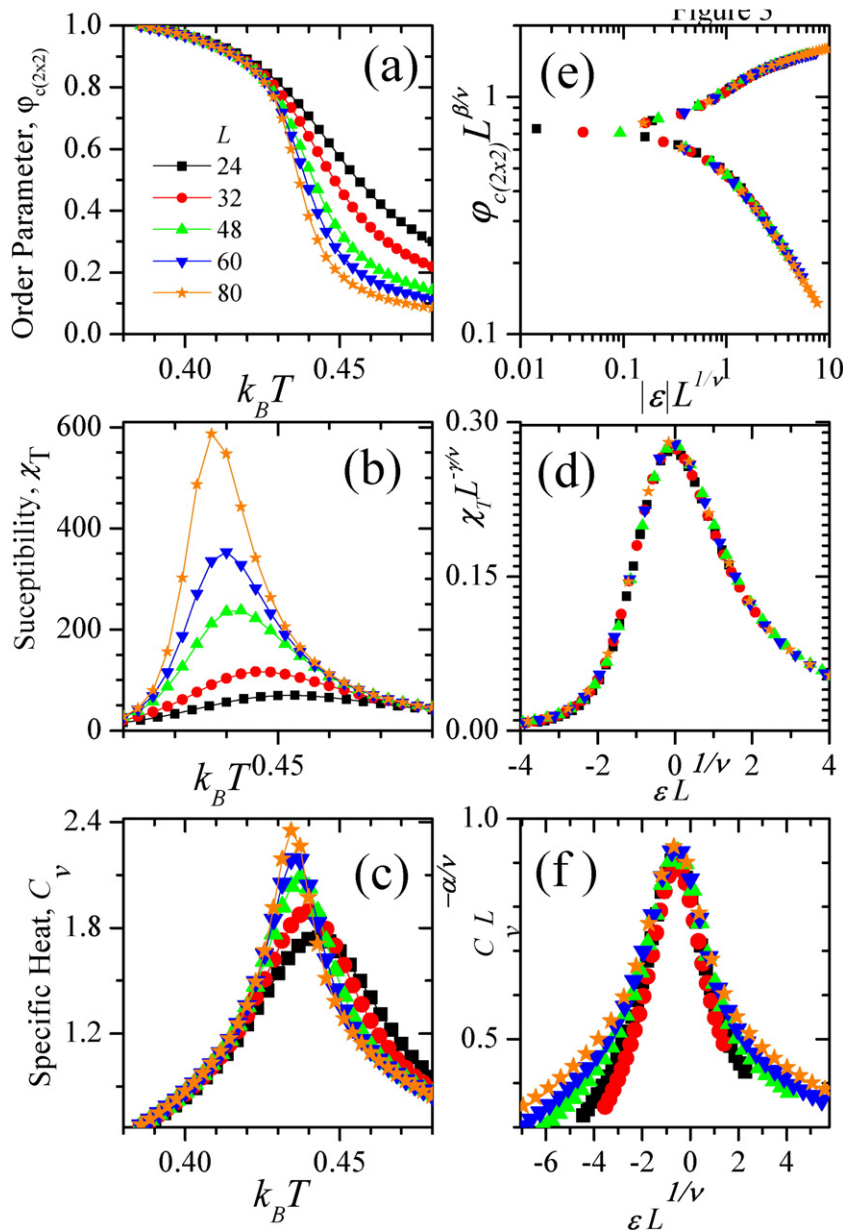 Figure 3
(a)
Order Parameter, φc(2x2)
1.0
0.8
0.6
0.4
0.2
0.0
L
24
32
48
60
80
0.40 0.45
kBT
(e)
φc(2x2)Lβ/ν
1
0.1
0.01 0.1 1 10
|ε|L1/ν
(b)
Suceptibility, χT
600
400
200
0
0.45
kBT
(d)
χTL-γ/ν
0.30
0.15
0.00
-4 -2 0 2 4
εL1/ν
(c)
Specific Heat, Cv
2.4
1.8
1.2
0.40 0.45
kBT
(f)
CvL−α/ν
1.0
0.5
-6 -4 -2 0 2 4
εL1/ν